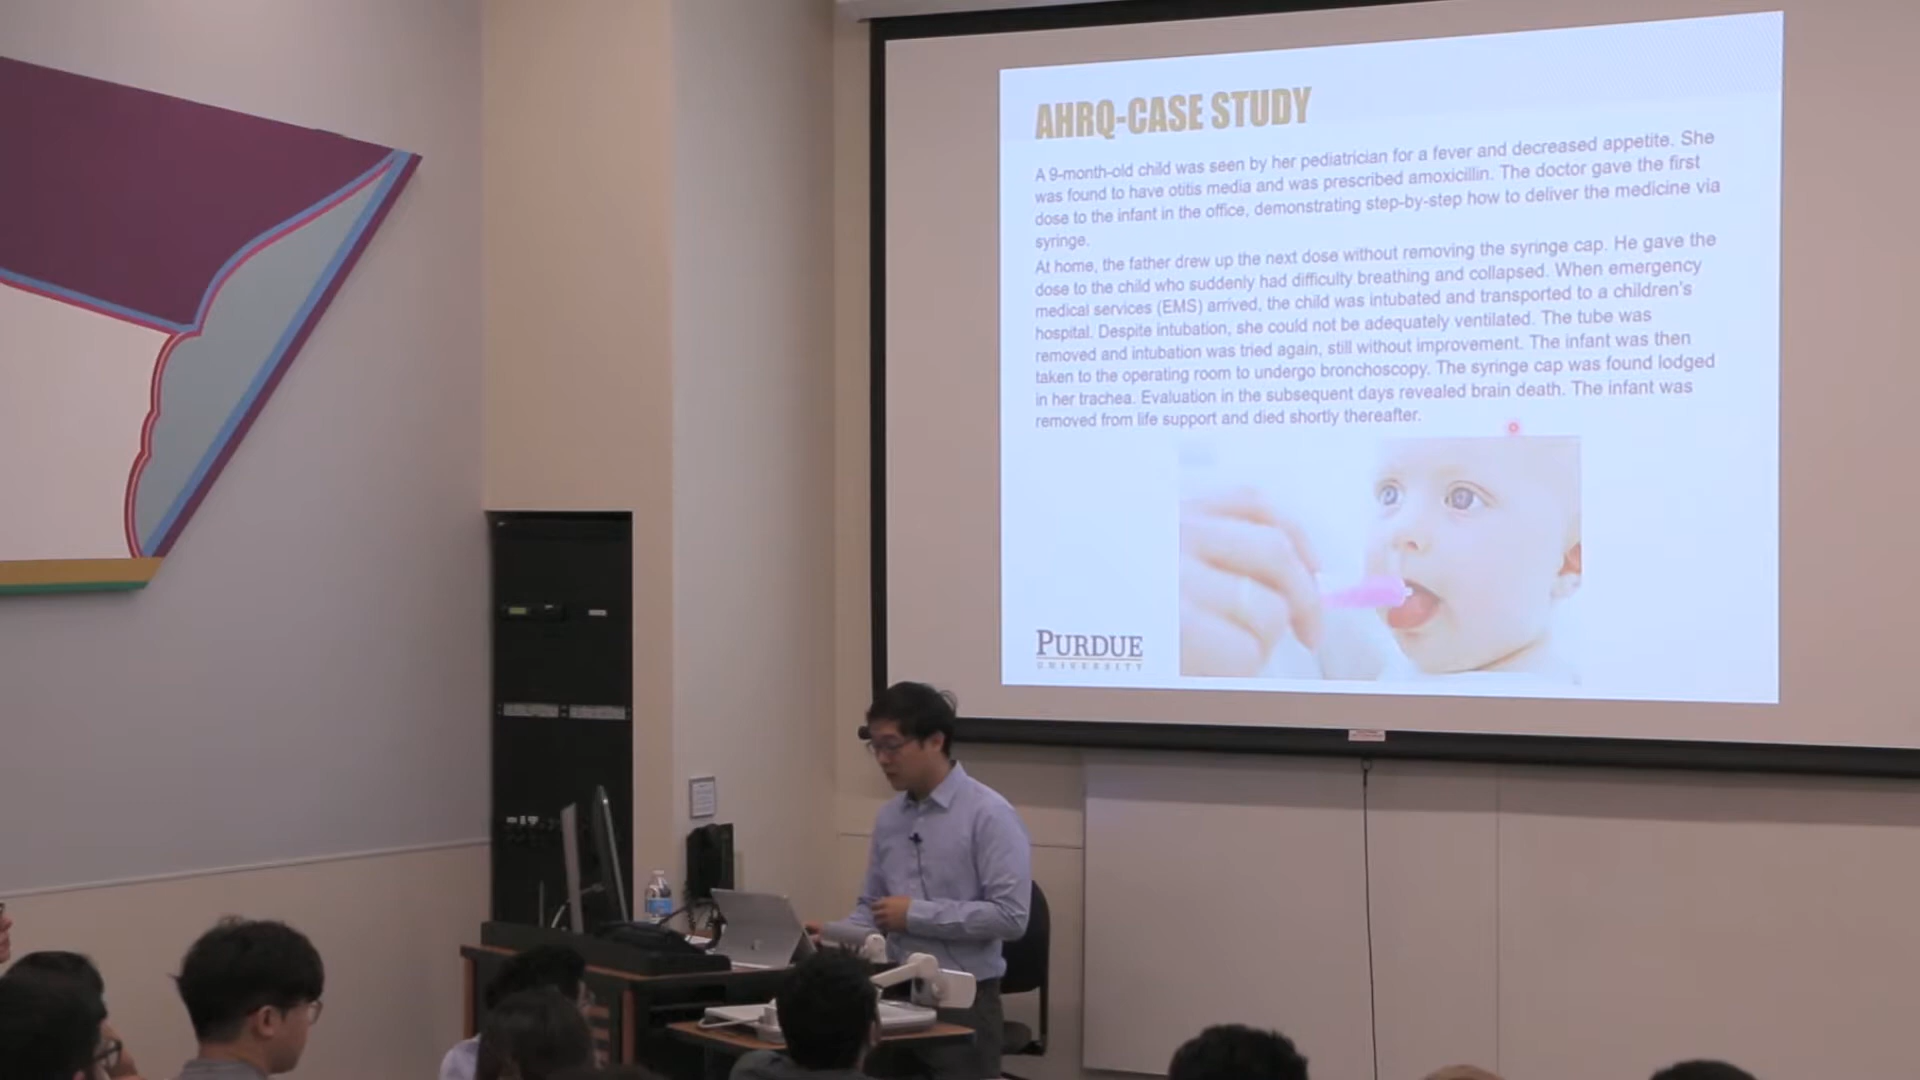 AHRQ-CASE STUDY
A 9-month-old child was seen by her pediatrician for a fever and decreased appetite. She
was found to have otitis media and was prescribed amoxicillin. The doctor gave the first
dose to the infant in the office, demonstrating step-by-step how to deliver the medicine via
syringe.
At home, the father drew up the next dose without removing the syringe cap. He gave the
dose to the child who suddenly had difficulty breathing and collapsed. When emergency
medical services (EMS) arrived, the child was intubated and transported to a children's
hospital. Despite intubation, she could not be adequately ventilated. The tube was
removed and intubation was tried again, still without improvement. The infant was then
taken to the operating room to undergo bronchoscopy. The syringe cap was found lodged
in her trachea. Evaluation in the subsequent days revealed brain death. The infant was
removed from life support and died shortly thereafter.
PURDUE
UNIVERSITY